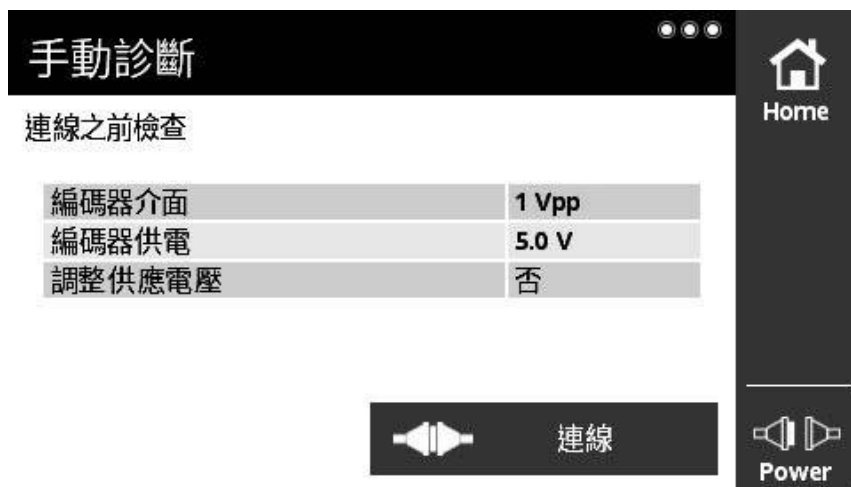 手動診斷
Home
連線之前檢查
編碼器介面 1 Vpp
編碼器供電 5.0 V
調整供應電壓 否
連線
Power